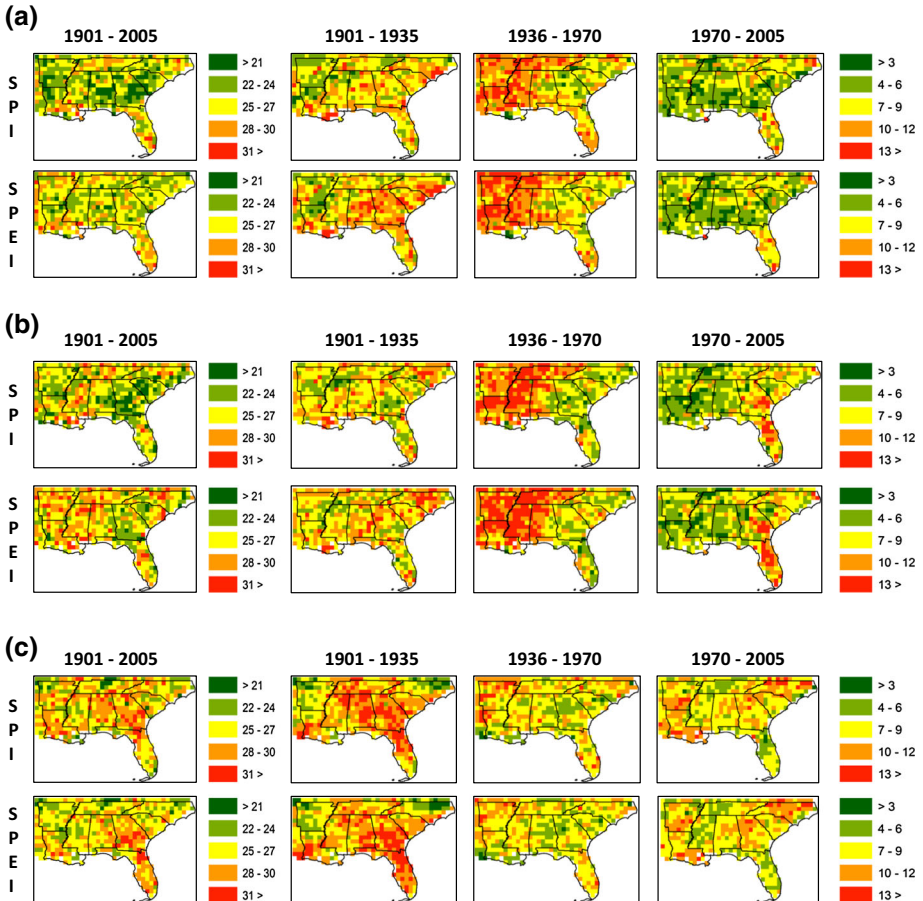 (a)
1901 - 2005 1901 - 1935 1936 - 1970 1970 - 2005
S
P
I
> 21
22 - 24
25 - 27
28 - 30
31 >
> 3
4 - 6
7 - 9
10 - 12
13 >
S
P
E
I
> 21
22 - 24
25 - 27
28 - 30
31 >
> 3
4 - 6
7 - 9
10 - 12
13 >
(b)
1901 - 2005 1901 - 1935 1936 - 1970 1970 - 2005
S
P
I
> 21
22 - 24
25 - 27
28 - 30
31 >
> 3
4 - 6
7 - 9
10 - 12
13 >
S
P
E
I
> 21
22 - 24
25 - 27
28 - 30
31 >
> 3
4 - 6
7 - 9
10 - 12
13 >
(c)
1901 - 2005 1901 - 1935 1936 - 1970 1970 - 2005
S
P
I
> 21
22 - 24
25 - 27
28 - 30
31 >
> 3
4 - 6
7 - 9
10 - 12
13 >
S
P
E
I
> 21
22 - 24
25 - 27
28 - 30
31 >
> 3
4 - 6
7 - 9
10 - 12
13 >